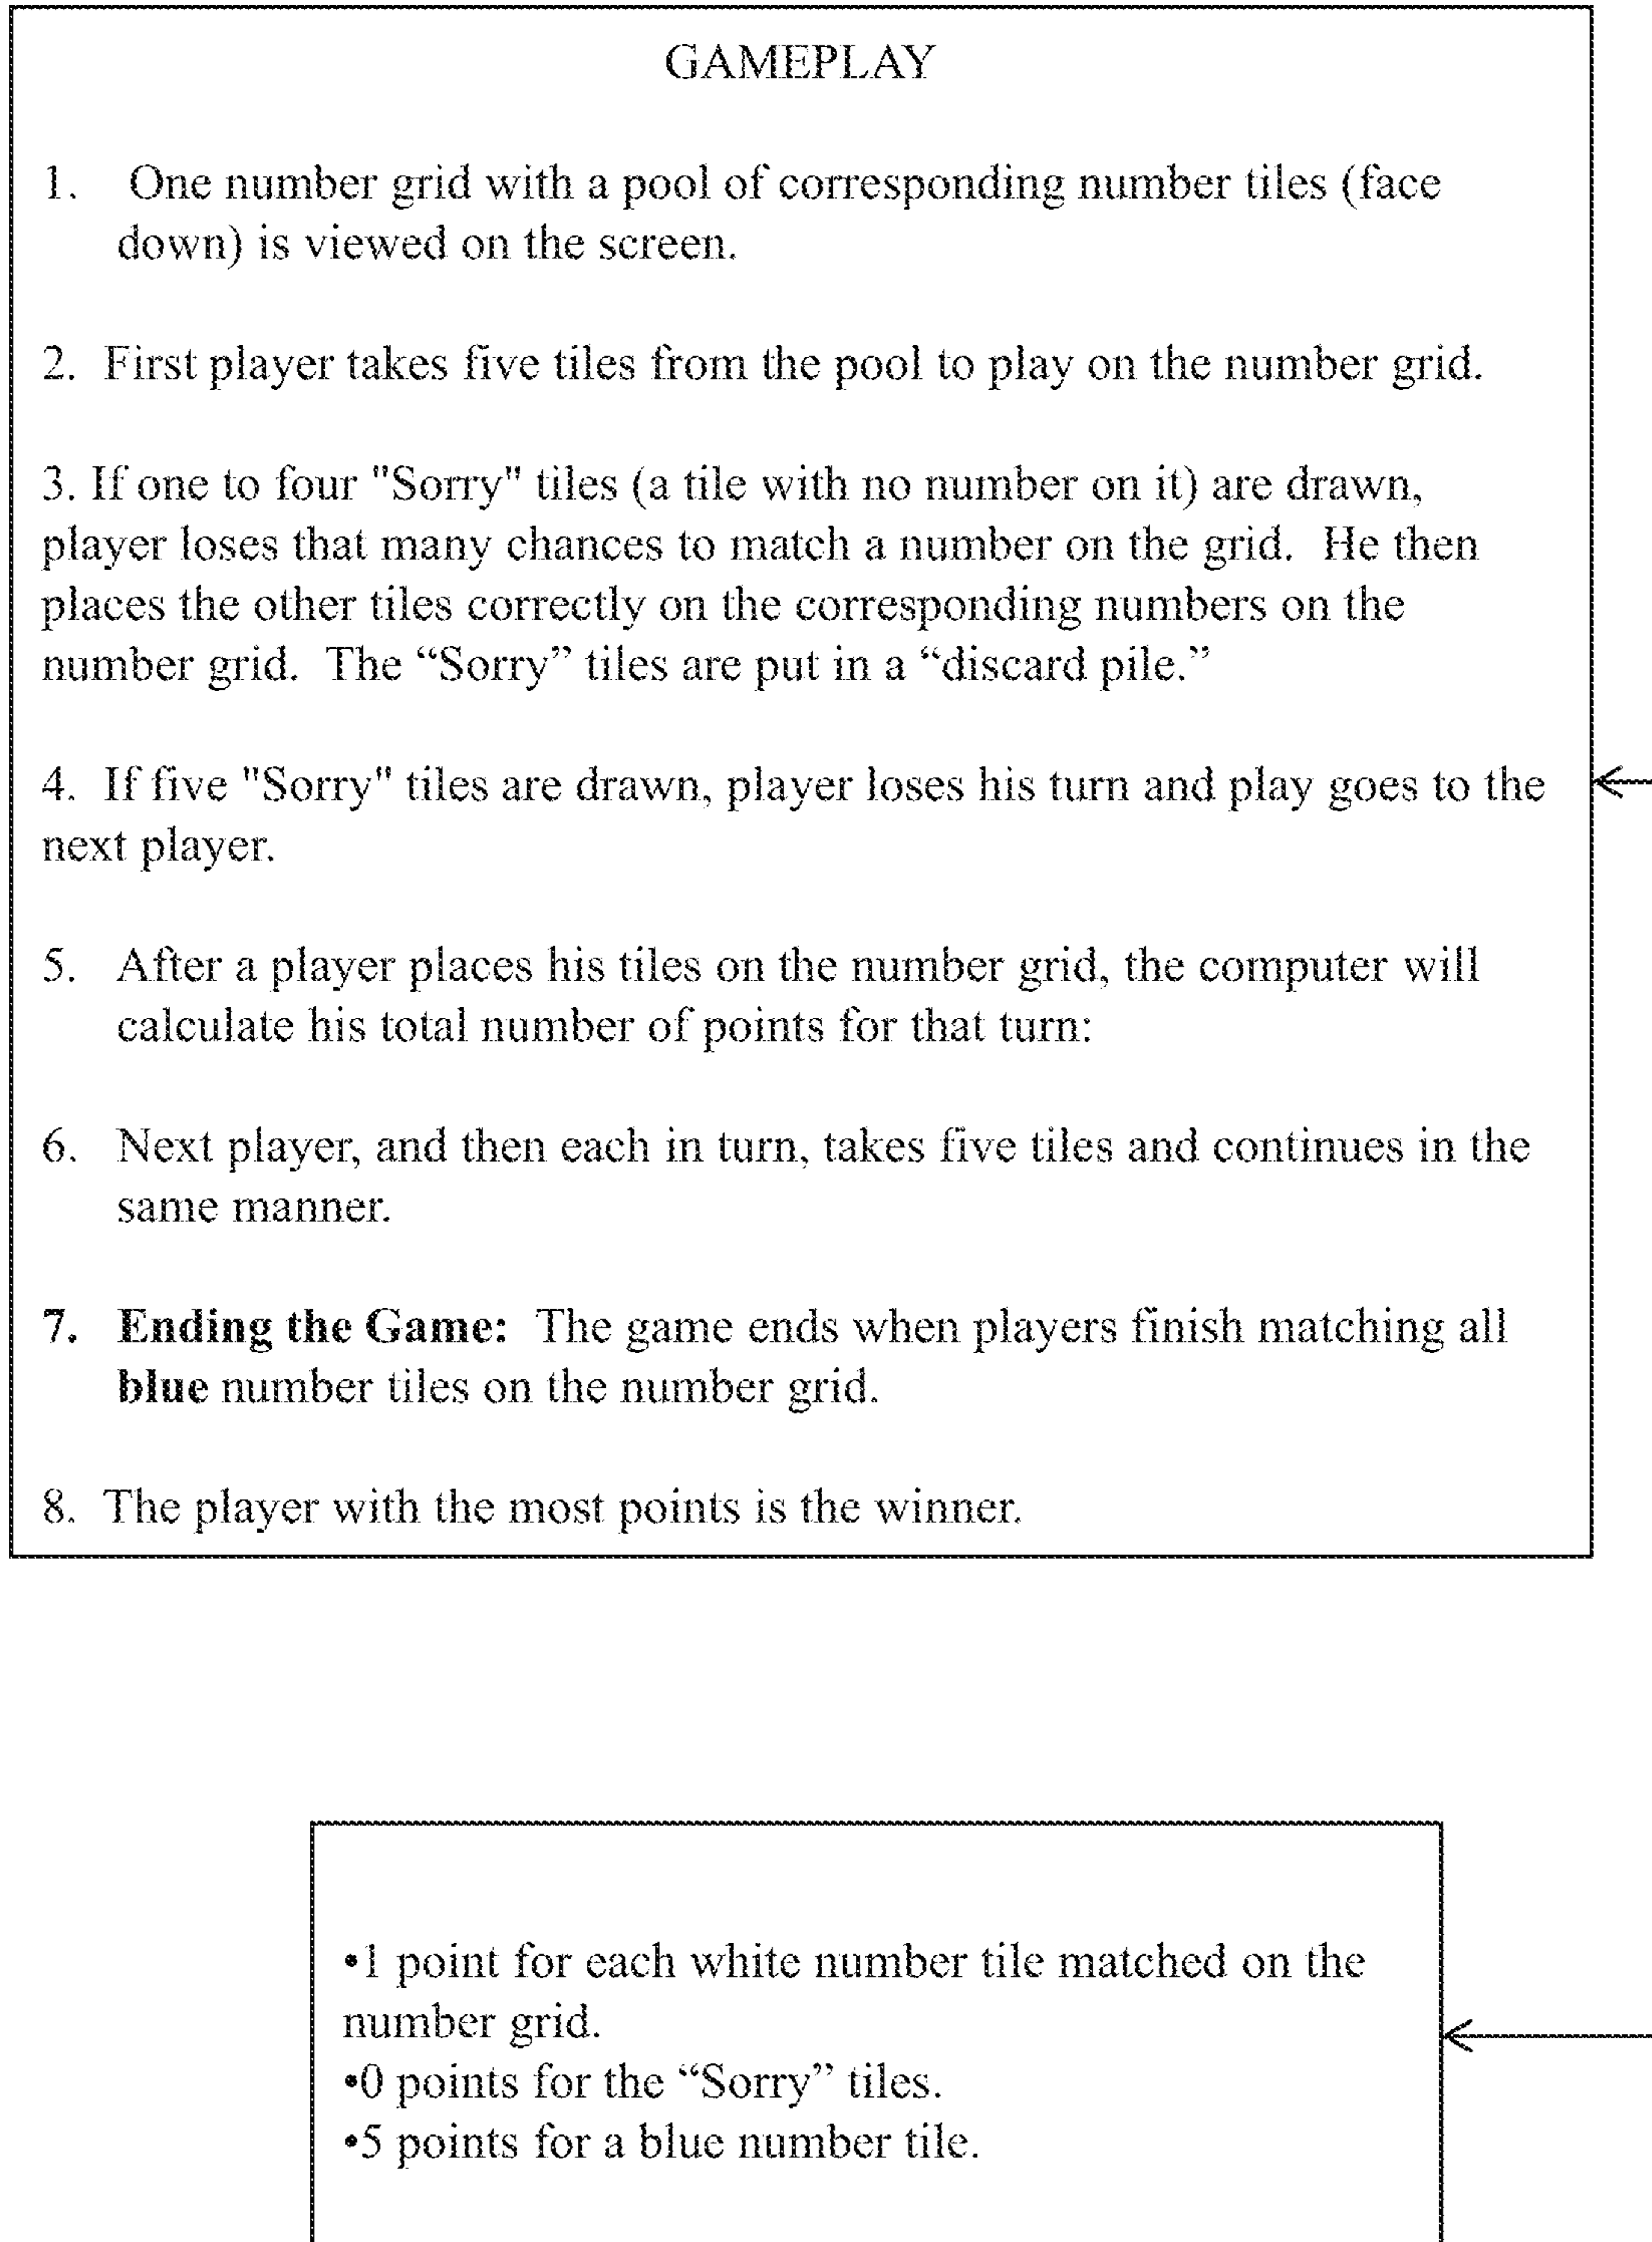 GAMEPLAY
1. One number grid with a pool of corresponding number tiles (face
down) is viewed on the screen.
2. First player takes five tiles from the pool to play on the number grid.
3. If one to four "Sorry" tiles (a tile with no number on it) are drawn,
player loses that many chances to match a number on the grid. He then
places the other tiles correctly on the corresponding numbers on the
number grid. The “Sorry” tiles are put in a “discard pile.”
4. If five "Sorry" tiles are drawn, player loses his turn and play goes to the
next player.
5. After a player places his tiles on the number grid, the computer will
calculate his total number of points for that turn:
6. Next player, and then each in turn, takes five tiles and continues in the
same manner.
7. Ending the Game: The game ends when players finish matching all
blue number tiles on the number grid.
8. The player with the most points is the winner.
•1 point for each white number tile matched on the
number grid.
•0 points for the “Sorry” tiles.
•5 points for a blue number tile.